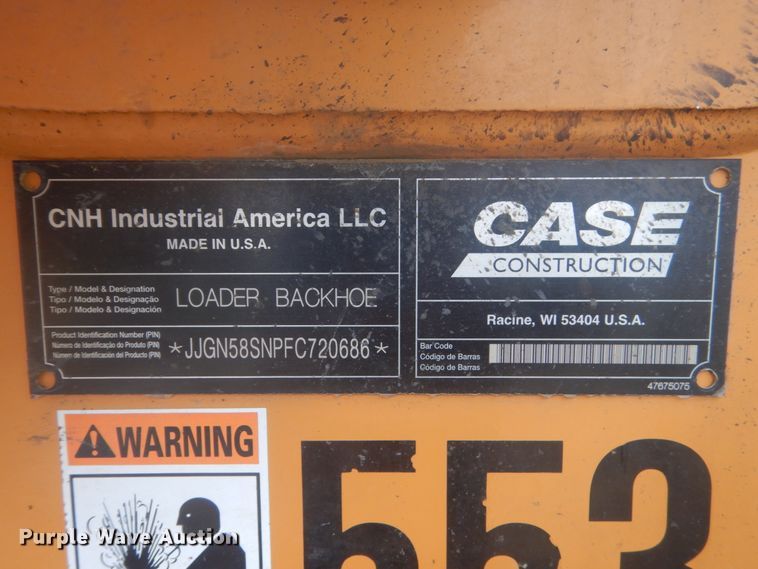 CNH Industrial America LLC
MADE IN U.S.A.
Type / Model & Designation
Tipo / Modelo & Designação
Tipo / Modelo & Designación
LOADER BACKHOE
Product Identification Number (PIN)
Número de Identificação do Produto (PIN)
Número de Identificación del Producto (PIN)
*JJGN58SNPFC720686*
CASE
CONSTRUCTION
Racine, WI 53404 U.S.A.
Bar Code
Código de Barras
Código de Barras
47675075
WARNING
553
Purple Wave Auction